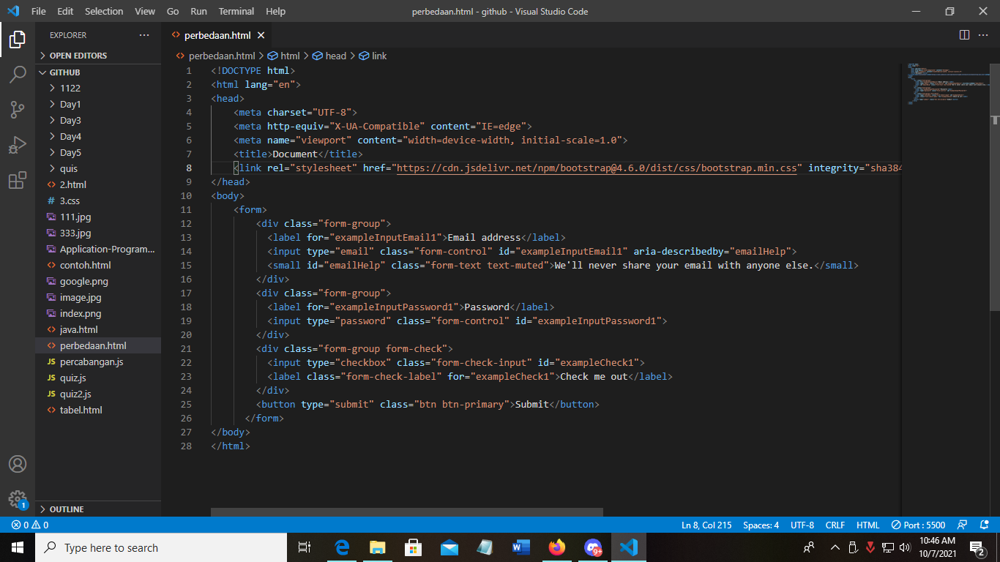 File Edit Selection View Go Run Terminal Help perbedaan.html - github - Visual Studio Code
EXPLORER
OPEN EDITORS
GITHUB
1122
Day1
Day3
Day4
Day5
quis
2.html
3.css
111.jpg
333.jpg
Application-Program...
contoh.html
google.png
image.jpg
index.png
java.html
perbedaan.html
percabangan.js
quiz.js
quiz2.js
tabel.html
OUTLINE
perbedaan.html
perbedaan.html > html > head > link
1 <!DOCTYPE html>
2 <html lang="en">
3 <head>
4 <meta charset="UTF-8">
5 <meta http-equiv="X-UA-Compatible" content="IE=edge">
6 <meta name="viewport" content="width=device-width, initial-scale=1.0">
7 <title>Document</title>
8 <link rel="stylesheet" href="https://cdn.jsdelivr.net/npm/bootstrap@4.6.0/dist/css/bootstrap.min.css" integrity="sha384
9 </head>
10 <body>
11 <form>
12 <div class="form-group">
13 <label for="exampleInputEmail1">Email address</label>
14 <input type="email" class="form-control" id="exampleInputEmail1" aria-describedby="emailHelp">
15 <small id="emailHelp" class="form-text text-muted">We'll never share your email with anyone else.</small>
16 </div>
17 <div class="form-group">
18 <label for="exampleInputPassword1">Password</label>
19 <input type="password" class="form-control" id="exampleInputPassword1">
20 </div>
21 <div class="form-group form-check">
22 <input type="checkbox" class="form-check-input" id="exampleCheck1">
23 <label class="form-check-label" for="exampleCheck1">Check me out</label>
24 </div>
25 <button type="submit" class="btn btn-primary">Submit</button>
26 </form>
27 </body>
28 </html>
1
0 0 Ln 8, Col 215 Spaces: 4 UTF-8 CRLF HTML Port : 5500
Type here to search
9+
10:46 AM
10/7/2021
2